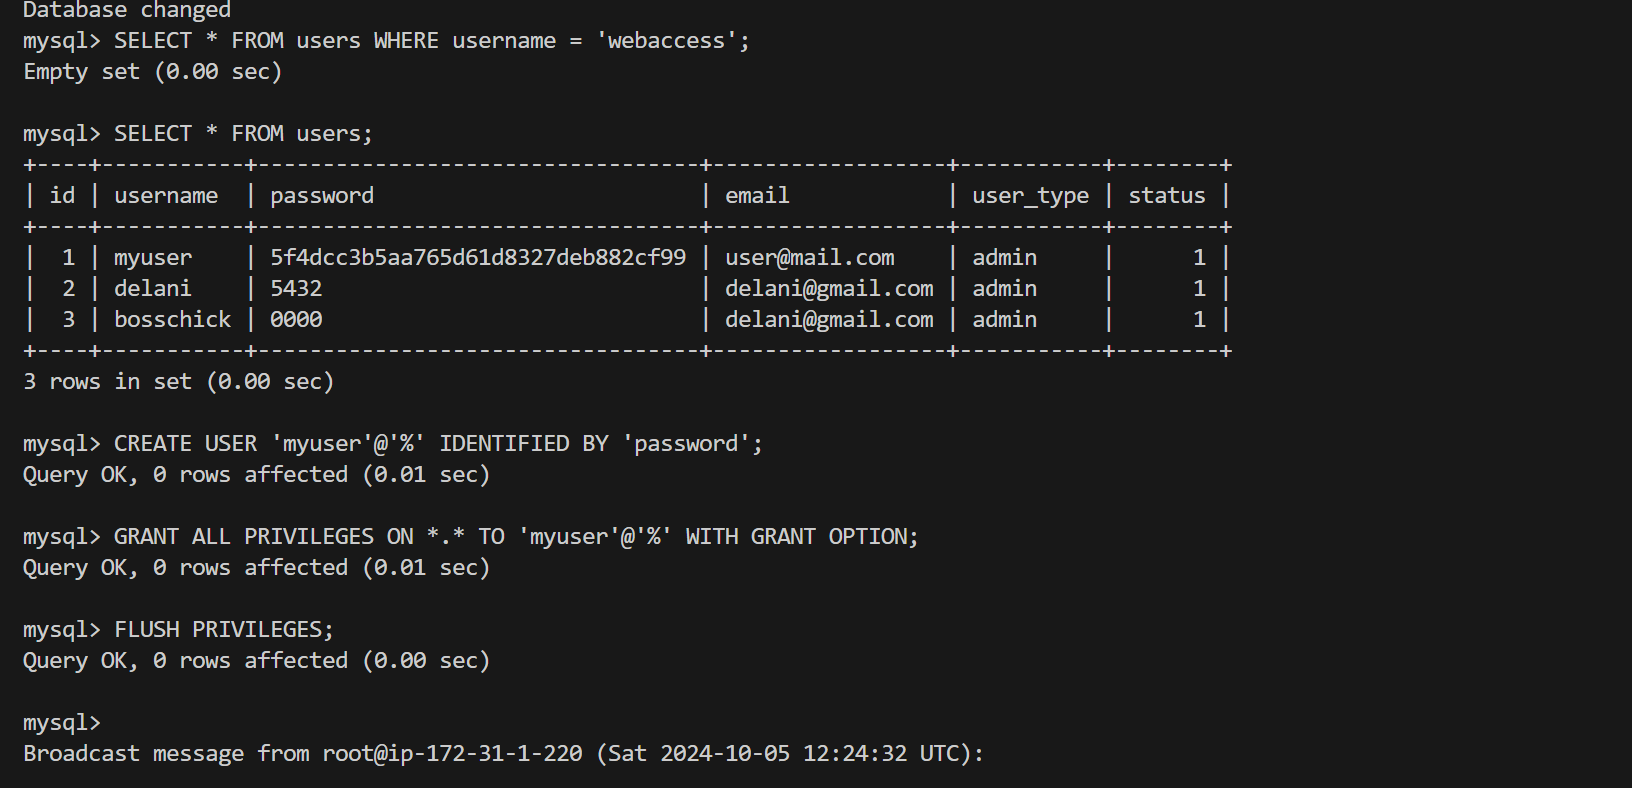 Database changed
mysql> SELECT * FROM users WHERE username = 'webaccess';
Empty set (0.00 sec)
mysql> SELECT * FROM users;
+----+-----------+----------------------------------+------------------+-----------+--------+
| id | username  | password                         | email            | user_type | status |
+----+-----------+----------------------------------+------------------+-----------+--------+
|  1 | myuser    | 5f4dcc3b5aa765d61d8327deb882cf99 | user@mail.com    | admin     |      1 |
|  2 | delani    | 5432                             | delani@gmail.com | admin     |      1 |
|  3 | bosschick | 0000                             | delani@gmail.com | admin     |      1 |
+----+-----------+----------------------------------+------------------+-----------+--------+
3 rows in set (0.00 sec)
mysql> CREATE USER 'myuser'@'%' IDENTIFIED BY 'password';
Query OK, 0 rows affected (0.01 sec)
mysql> GRANT ALL PRIVILEGES ON *.* TO 'myuser'@'%' WITH GRANT OPTION;
Query OK, 0 rows affected (0.01 sec)
mysql> FLUSH PRIVILEGES;
Query OK, 0 rows affected (0.00 sec)
mysql>
Broadcast message from root@ip-172-31-1-220 (Sat 2024-10-05 12:24:32 UTC):